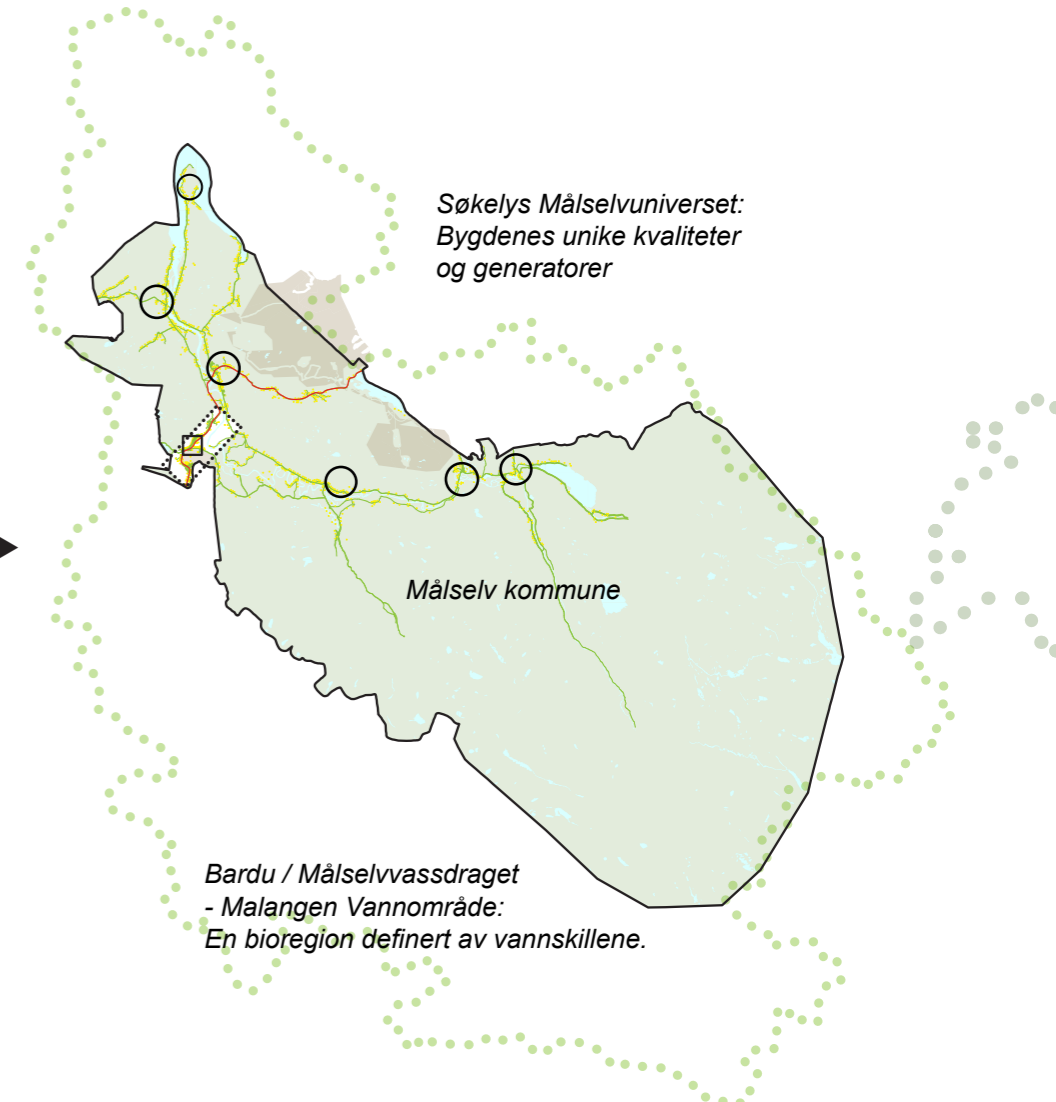 Søkelys Målselvuniverset:
Bygdenes unike kvaliteter
og generatorer
Målselv kommune
Bardu / Målselvvassdraget
- Malangen Vannområde:
En bioregion definert av vannskillene.